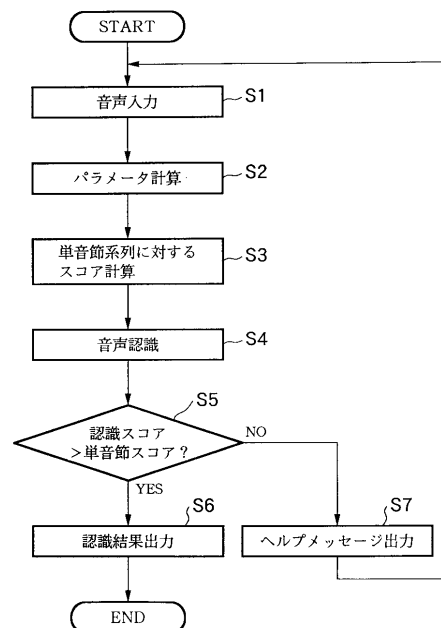 START
音声入力
S1
パラメータ計算
S2
単音節系列に対する
スコア計算
S3
音声認識
S4
S5
認識スコア
>単音節スコア?
NO
YES
S6
認識結果出力
S7
ヘルプメッセージ出力
END